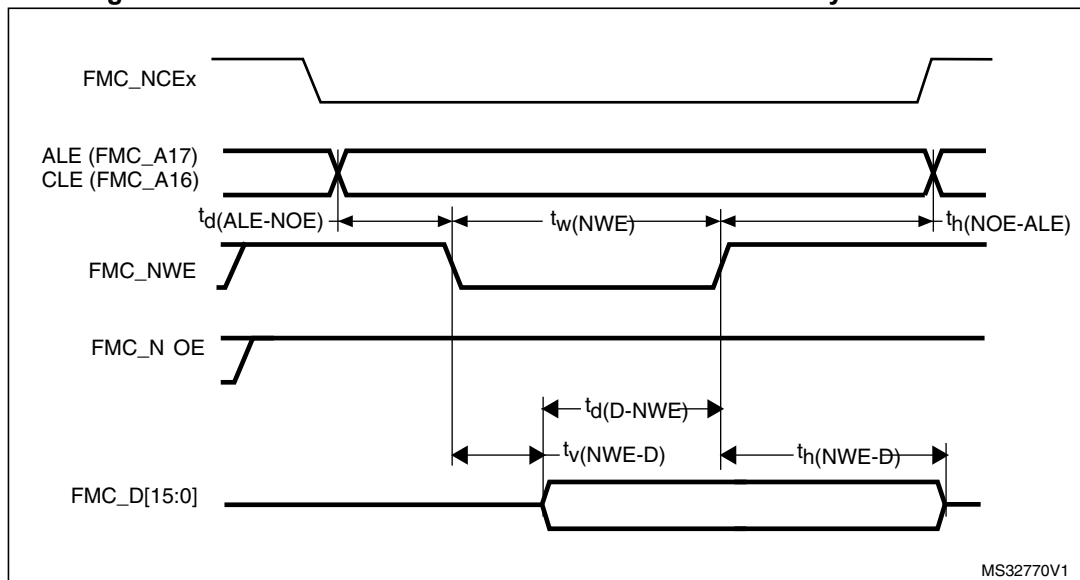 FMC_NCEx
ALE (FMC_A17)
CLE (FMC_A16)
td(ALE-NOE)
tw(NWE)
th(NOE-ALE)
FMC_NWE
FMC_N OE
td(D-NWE)
tv(NWE-D)
th(NWE-D)
FMC_D[15:0]
MS32770V1